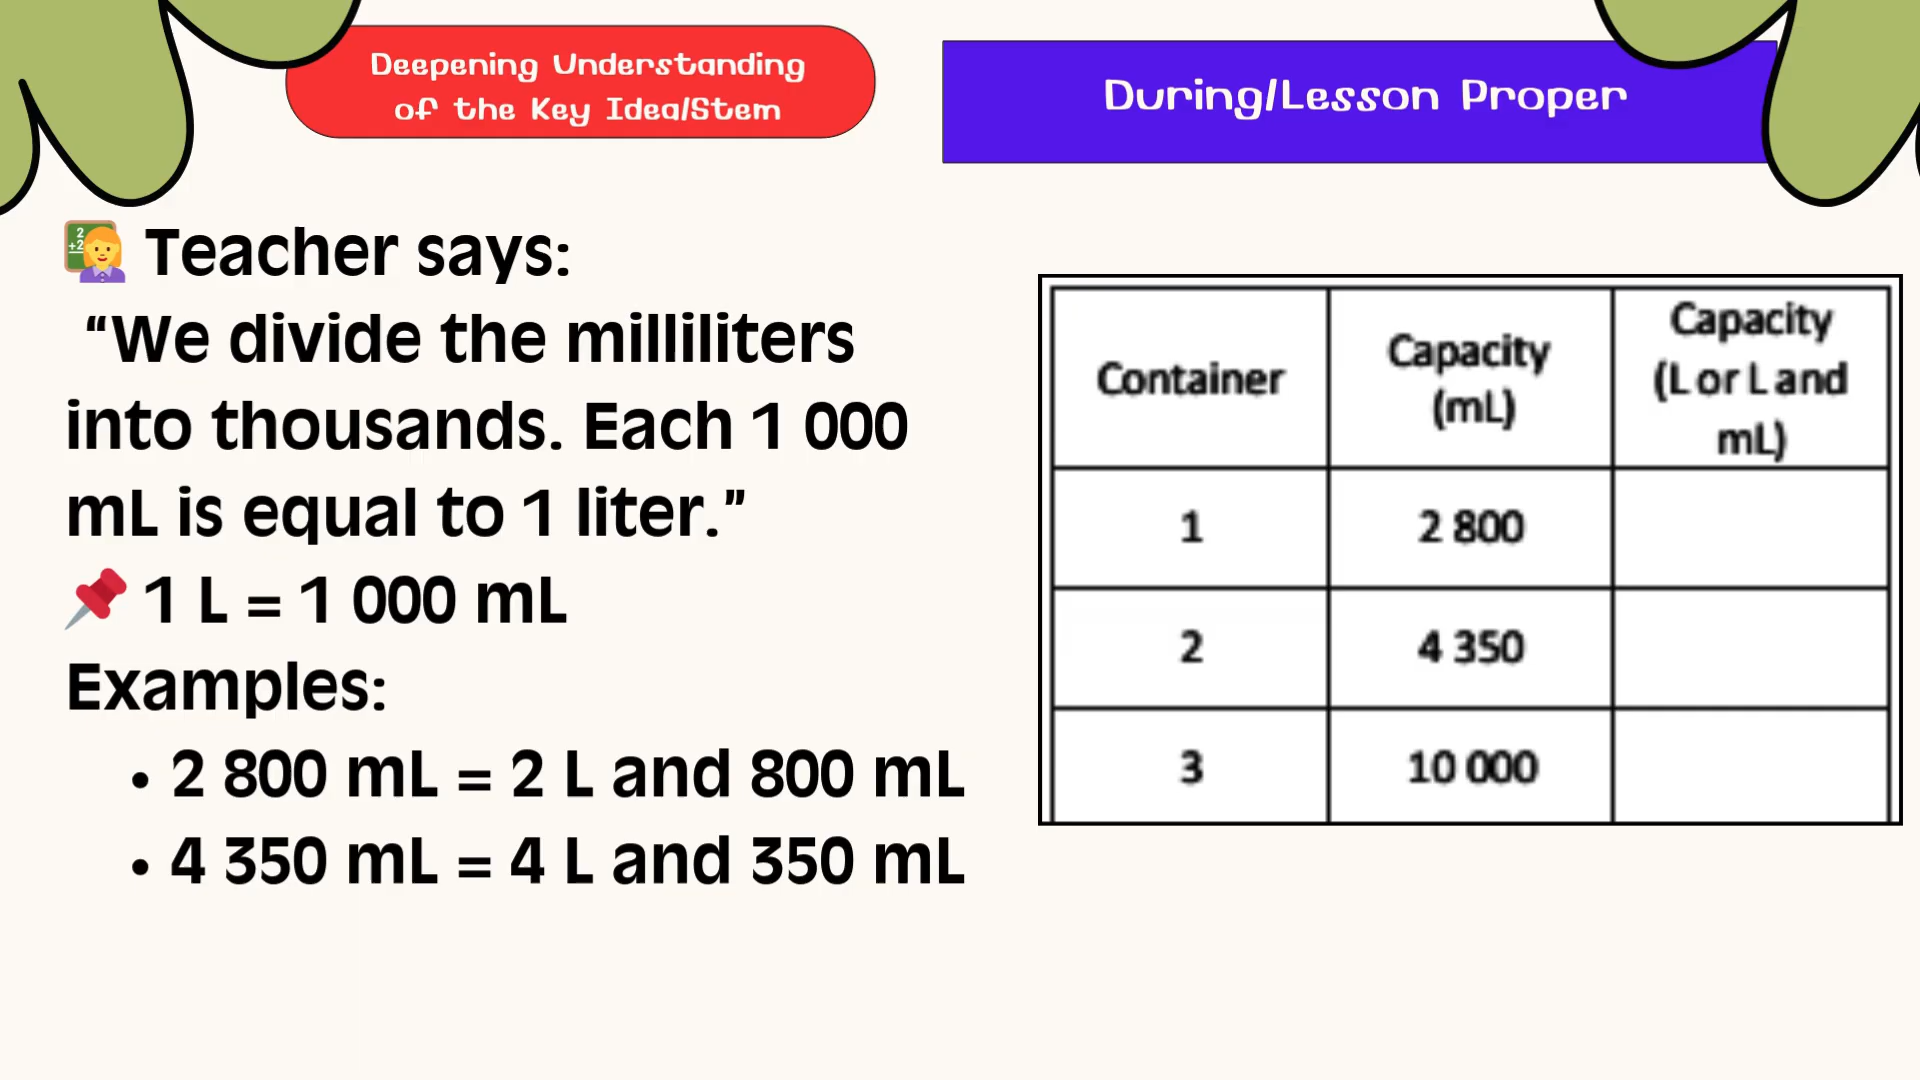 Deepening Understanding
of the Key Idea/Stem
During/Lesson Proper
2
+2
Teacher says:
“We divide the milliliters
into thousands. Each 1 000
mL is equal to 1 liter.”
1 L = 1 000 mL
Examples:
• 2 800 mL = 2 L and 800 mL
• 4 350 mL = 4 L and 350 mL
Container
Capacity
(mL)
Capacity
(L or L and
mL)
1 2 800
2 4 350
3 10 000